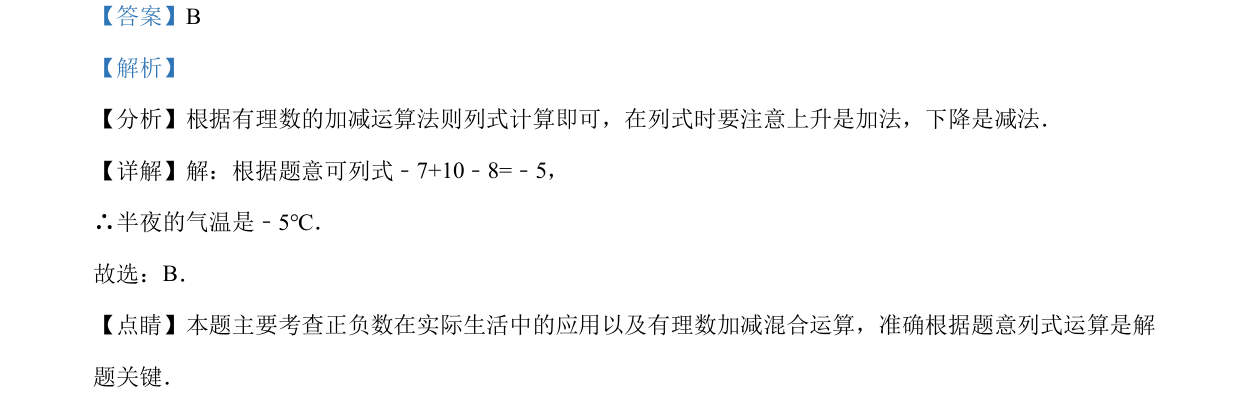 【答案】B
【解析】
【分析】根据有理数的加减运算法则列式计算即可，在列式时要注意上升是加法，下降是减法．
【详解】解：根据题意可列式﹣7+10﹣8=﹣5，
∴半夜的气温是﹣5℃．
故选：B．
【点睛】本题主要考查正负数在实际生活中的应用以及有理数加减混合运算，准确根据题意列式运算是解
题关键．